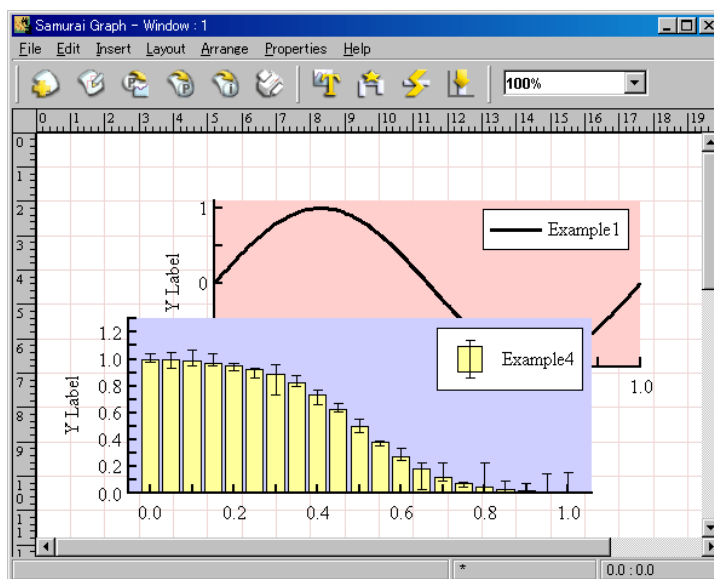 Samurai Graph - Window : 1
File Edit Insert Layout Arrange Properties Help
100%
0 1 2 3 4 5 6 7 8 9 10 11 12 13 14 15 16 17 18 19
0
1
2
3
4
5
6
7
8
9
10
11
1
0
Y Label
Example1
1.0
1.2
1.0
0.8
0.6
0.4
0.2
0.0
Y Label
Example4
0.0 0.2 0.4 0.6 0.8 1.0
* 0.0 : 0.0